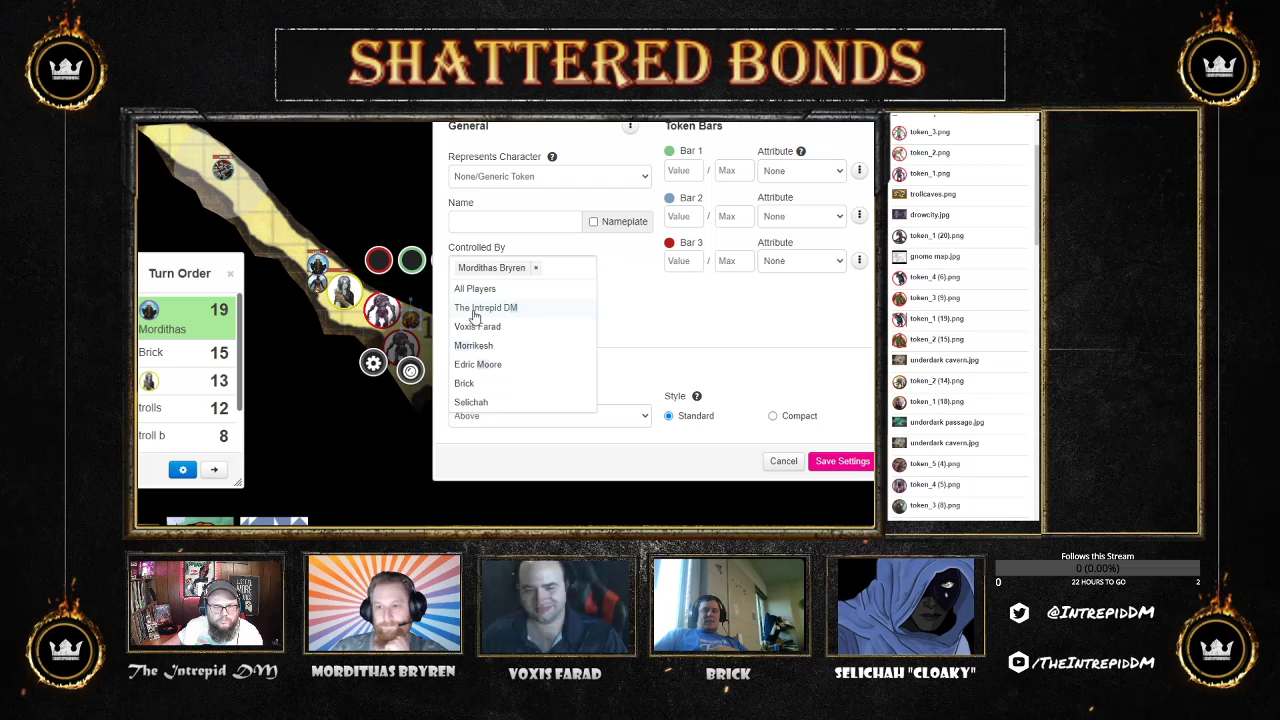 SHATTERED BONDS
Turn Order ×
19
Mordithas
Brick 15
13
trolls 12
troll b 8
General
Represents Character ?
None/Generic Token
Name
Nameplate
Controlled By
Mordithas Bryren ×
All Players
The Intrepid DM
Voxis Farad
Morrikesh
Edric Moore
Brick
Selichah
Above
Token Bars
Bar 1 Attribute ?
Value / Max None
Bar 2 Attribute
Value / Max None
Bar 3 Attribute
Value / Max None
Style ?
Standard Compact
Cancel Save Settings
token_3.png
token_2.png
token_1.png
trollcaves.png
drowcity.jpg
token_1 (20).png
gnome map.jpg
token_4 (6).png
token_3 (9).png
token_1 (19).png
token_2 (15).png
underdark cavern.jpg
token_2 (14).png
token_1 (18).png
underdark passage.jpg
underdark cavern.jpg
token_5 (4).png
token_4 (5).png
token_3 (8).png
The Intrepid DM
MORDITHAS BRYREN
VOXIS FARAD
BRICK
SELICHAH "CLOAKY"
Follows this Stream
0 (0.00%)
0 22 HOURS TO GO 2
@INTREPIDDM
/THEINTREPIDDM